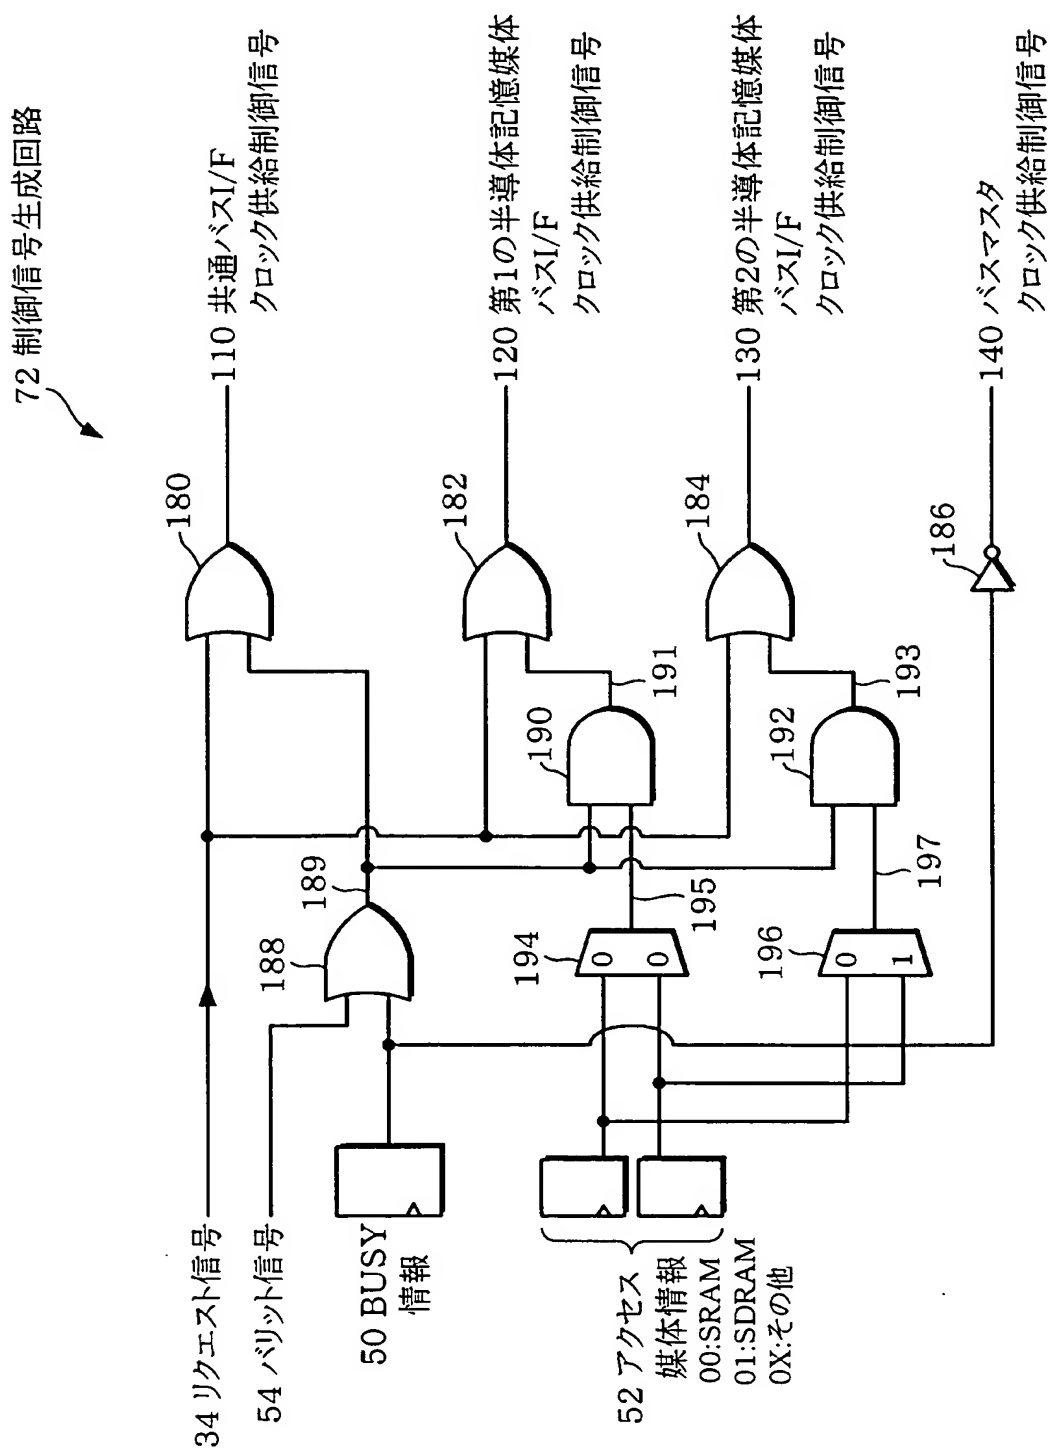 72 制御信号生成回路
110 共通バスI/F
クロック供給制御信号
120 第1の半導体記憶媒体
バスI/F
クロック供給制御信号
130 第2の半導体記憶媒体
バスI/F
クロック供給制御信号
140 バスマスタ
クロック供給制御信号
180
182
184
186
188
189
190
191
192
193
194
0
0
195
196
0
1
197
34 リクエスト信号
54 バリット信号
50 BUSY
情報
52 アクセス
媒体情報
00:SRAM
01:SDRAM
0X:その他